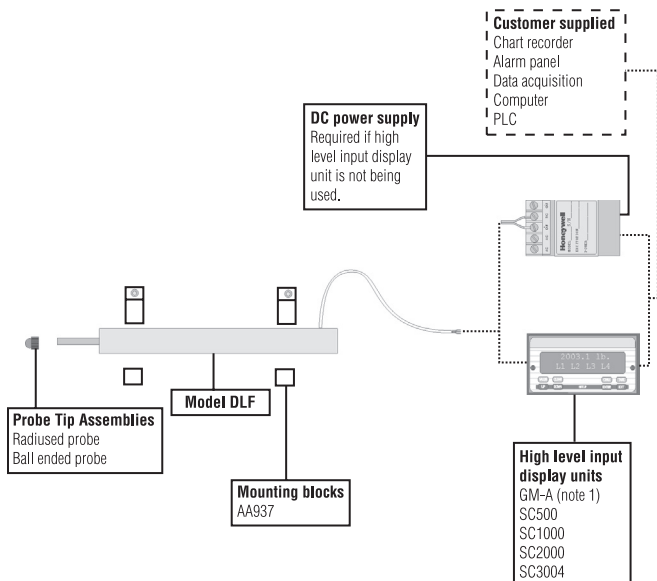 Customer supplied
Chart recorder
Alarm panel
Data acquisition
Computer
PLC
DC power supply
Required if high
level input display
unit is not being
used.
Honeywell
2003.1 lb.
L1 L2 L3 L4
Model DLF
Probe Tip Assemblies
Radiused probe
Ball ended probe
Mounting blocks
AA937
High level input
display units
GM-A (note 1)
SC500
SC1000
SC2000
SC3004